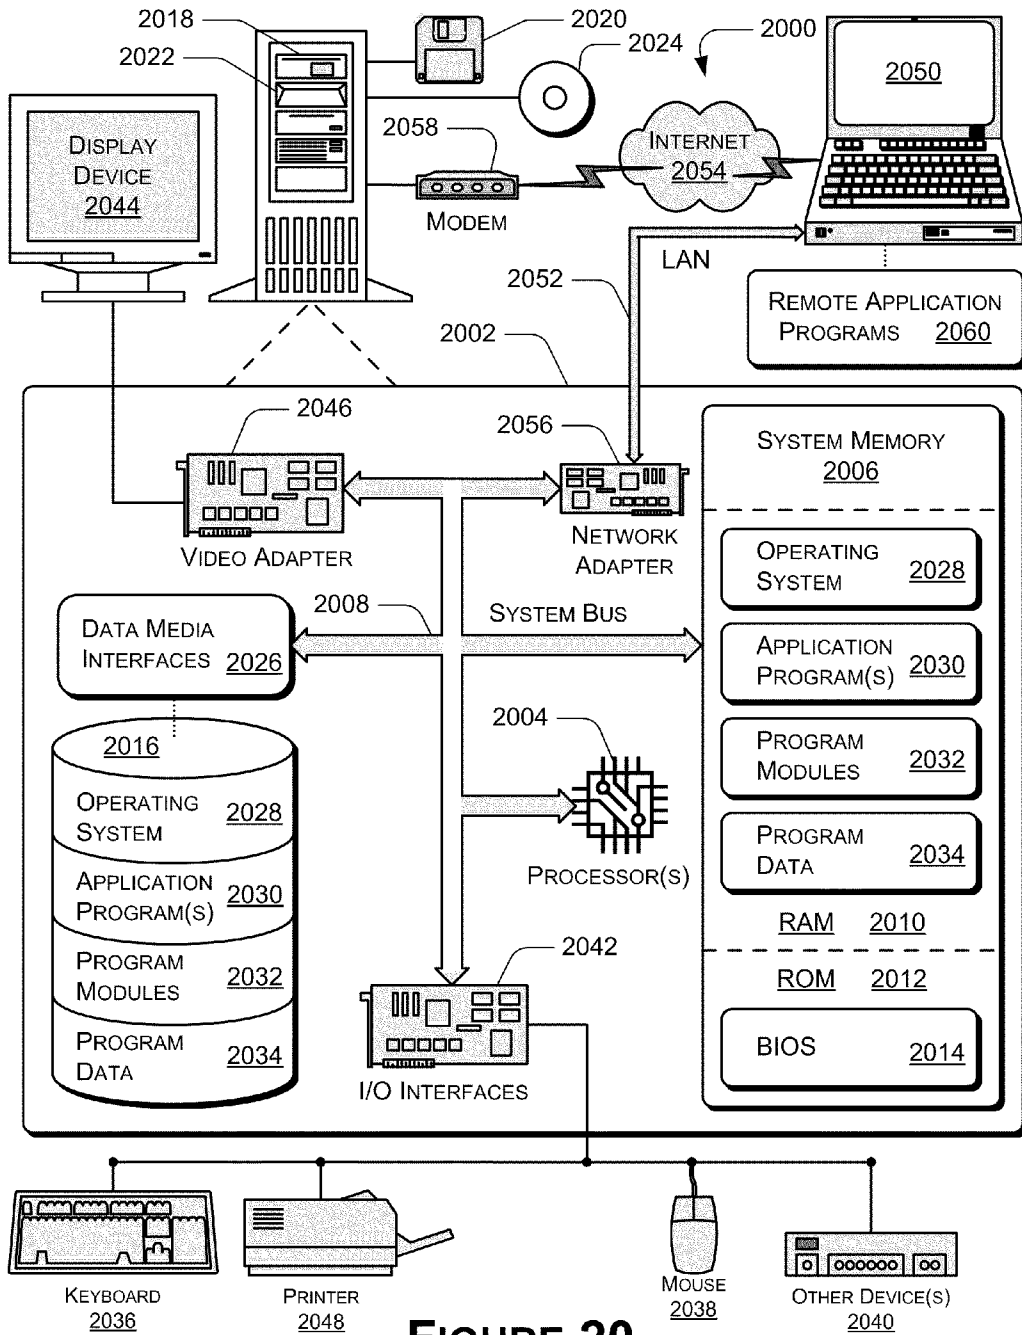 2018
2022
2020
2024
2000
2050
DISPLAY
DEVICE
2044
2058
MODEM
INTERNET
2054
LAN
2052
REMOTE APPLICATION
PROGRAMS 2060
2002
2046
VIDEO ADAPTER
2056
NETWORK
ADAPTER
SYSTEM MEMORY
2006
OPERATING
SYSTEM 2028
APPLICATION
PROGRAM(S) 2030
PROGRAM
MODULES 2032
PROGRAM
DATA 2034
RAM 2010
ROM 2012
BIOS 2014
2008
SYSTEM BUS
DATA MEDIA
INTERFACES 2026
2016
OPERATING
SYSTEM 2028
APPLICATION
PROGRAM(S) 2030
PROGRAM
MODULES 2032
PROGRAM
DATA 2034
2004
PROCESSOR(S)
2042
I/O INTERFACES
KEYBOARD
2036
PRINTER
2048
MOUSE
2038
OTHER DEVICE(S)
2040
FIGURE 20